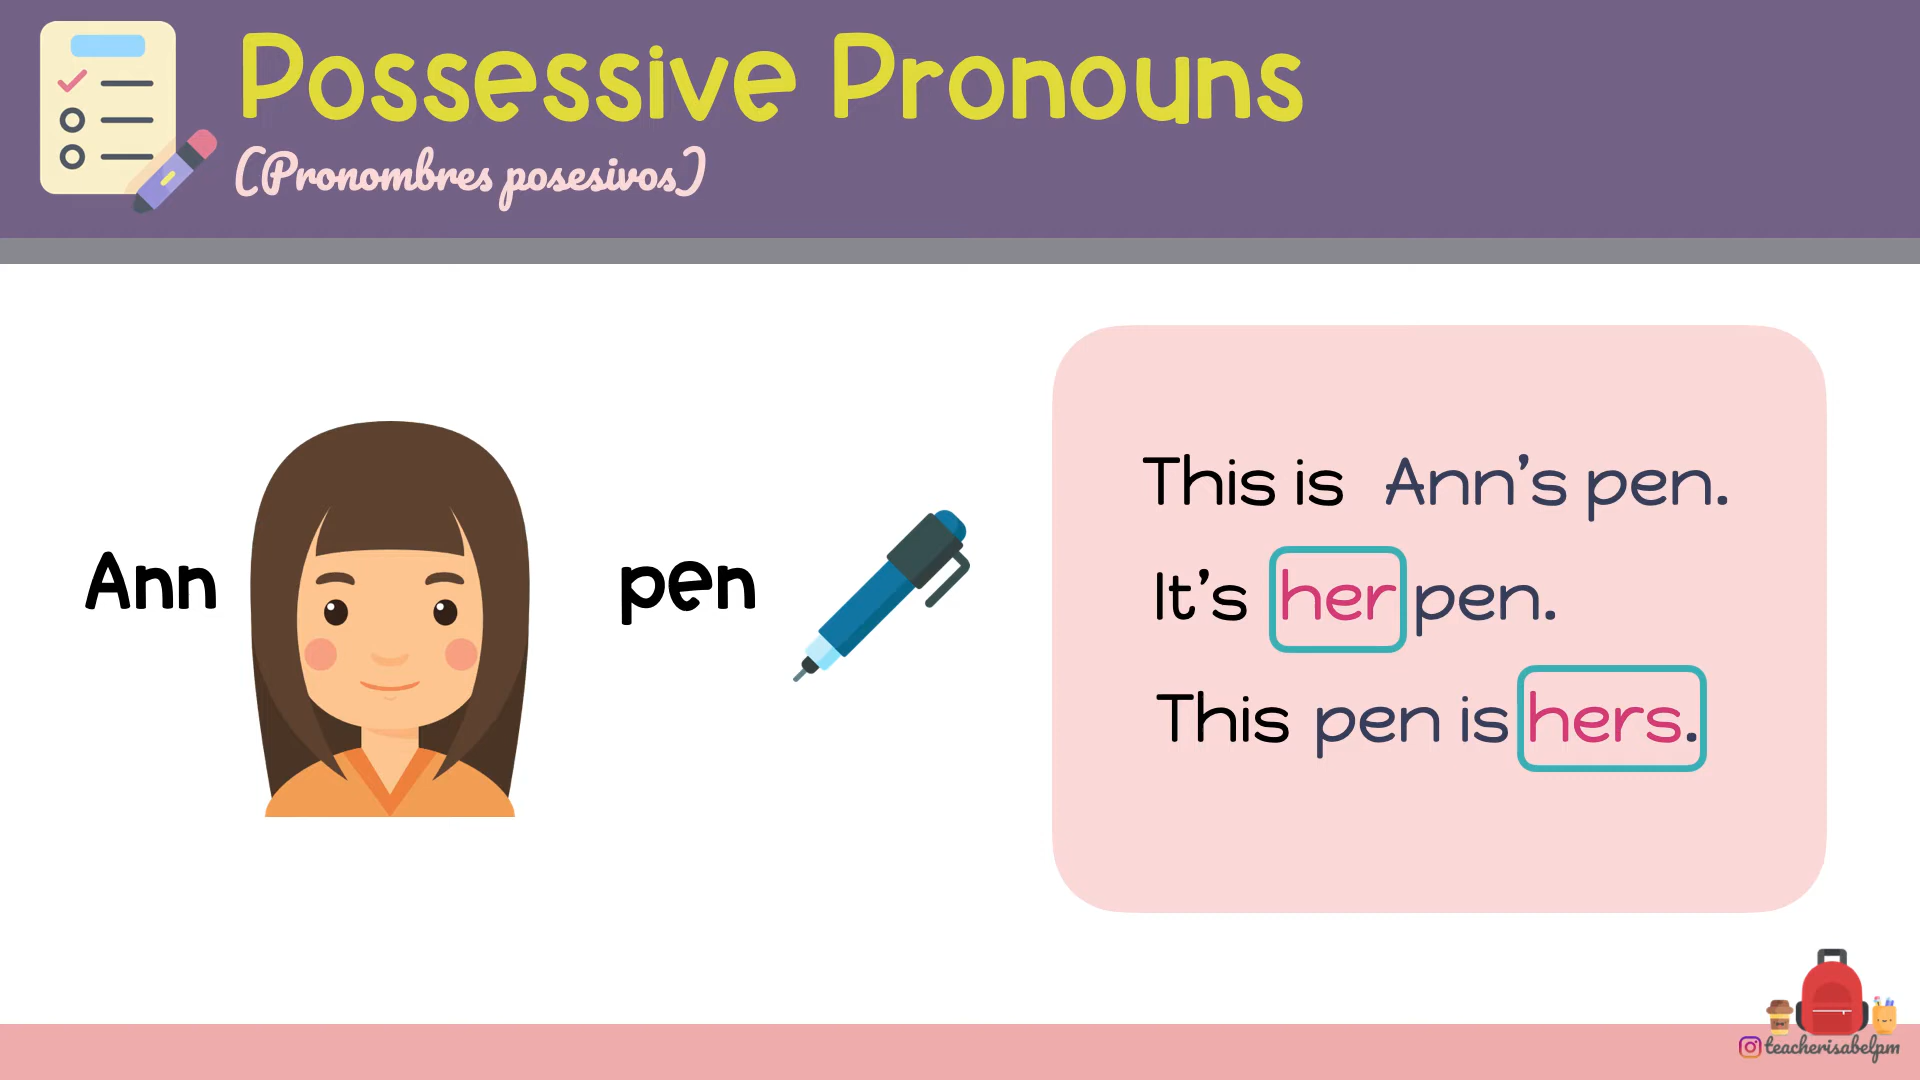 Possessive Pronouns
(Pronombres posesivos)
Ann
pen
This is Ann's pen.
It's her pen.
This pen is hers.
teacherisabelpm